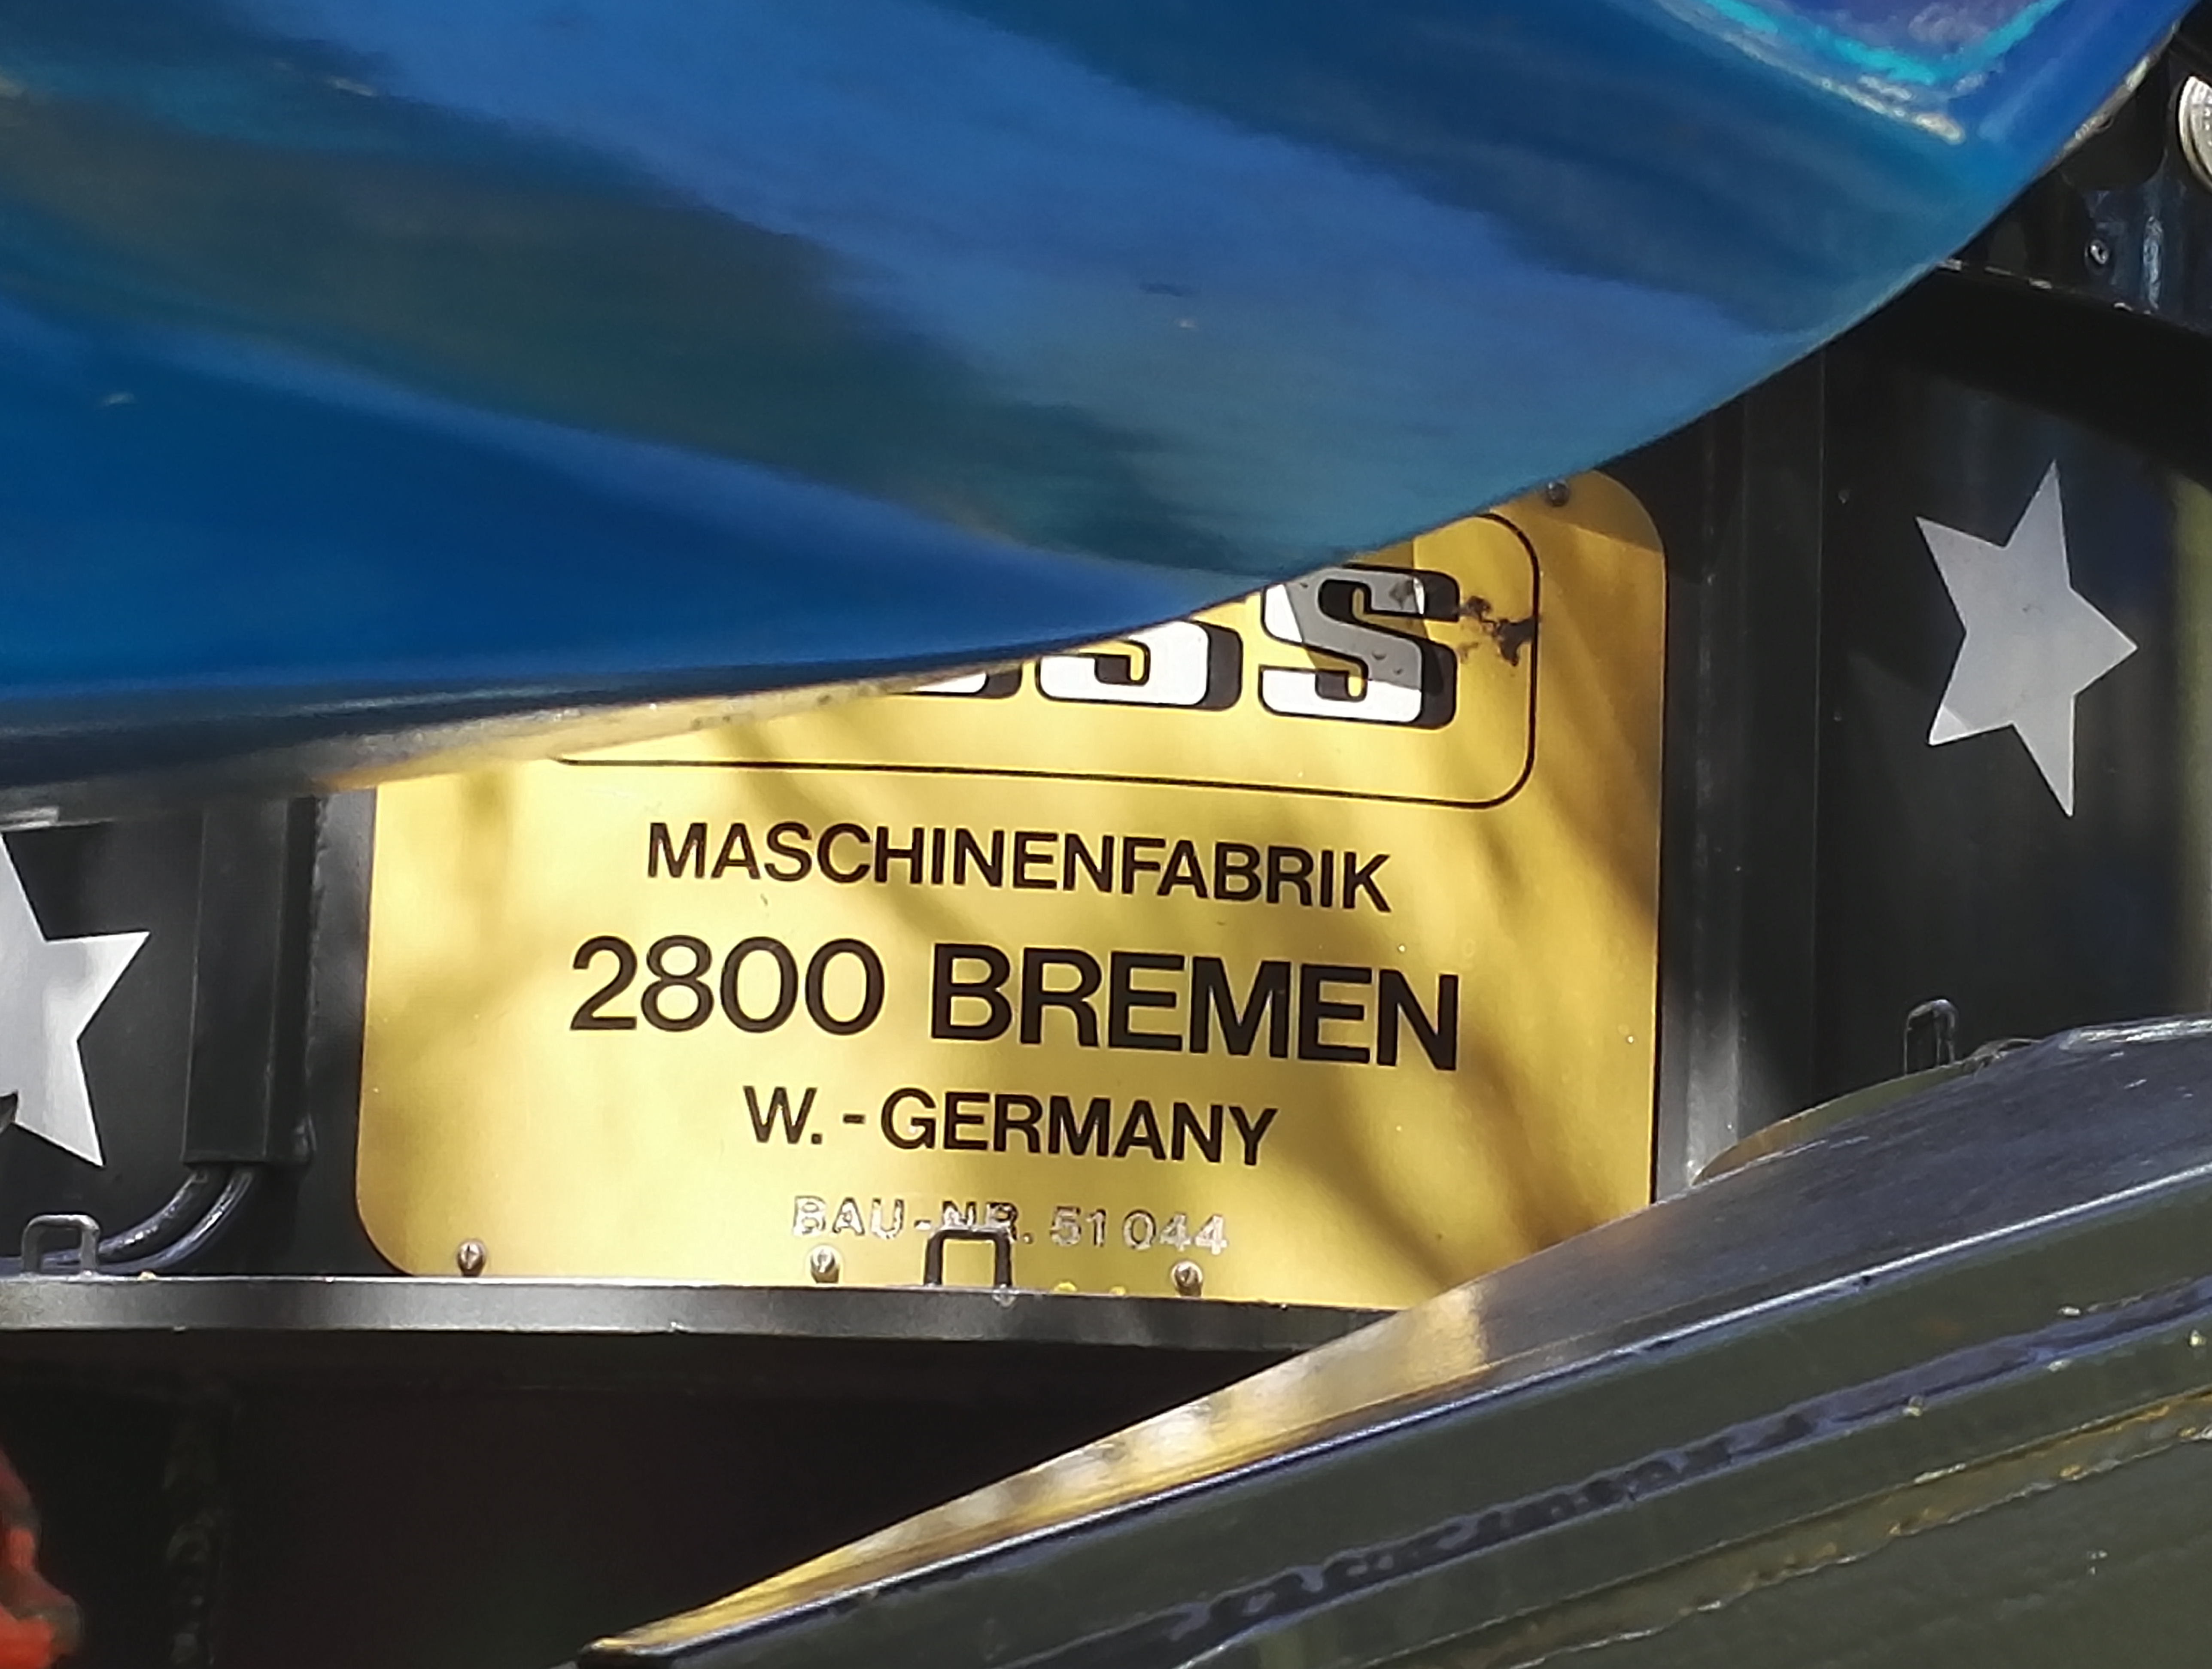 MASCHINENFABRIK
2800 BREMEN
W.-GERMANY
BAU-NR. 51044